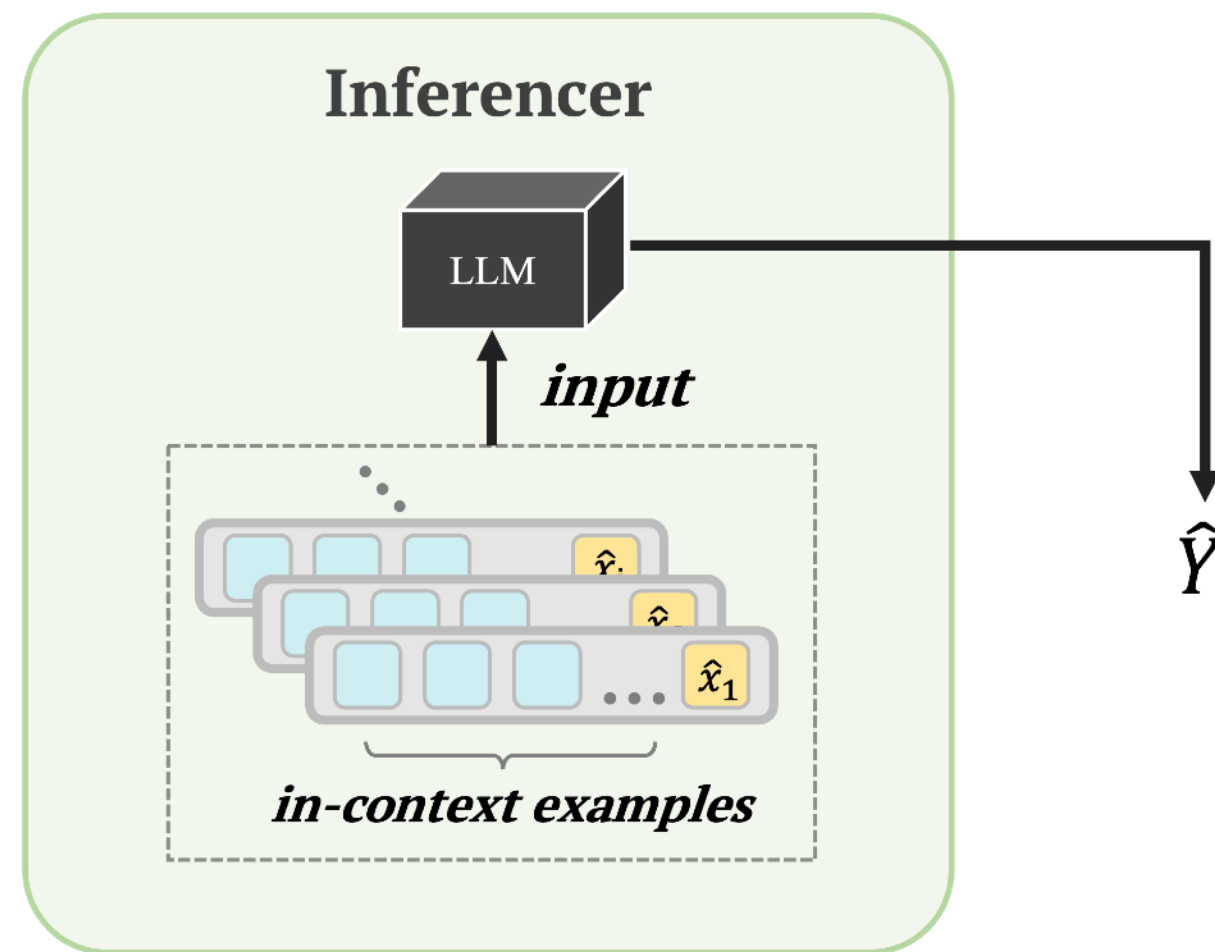 Inferencer
LLM
input
Ŷ
x̂₁
in-context examples